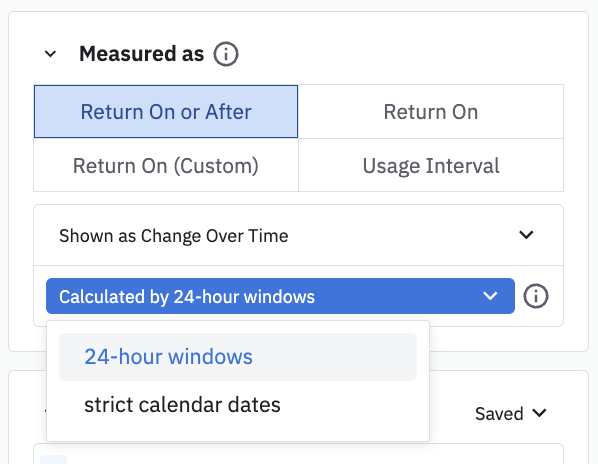 Measured as
Return On or After
Return On
Return On (Custom)
Usage Interval
Shown as Change Over Time
Calculated by 24-hour windows
24-hour windows
strict calendar dates
Saved